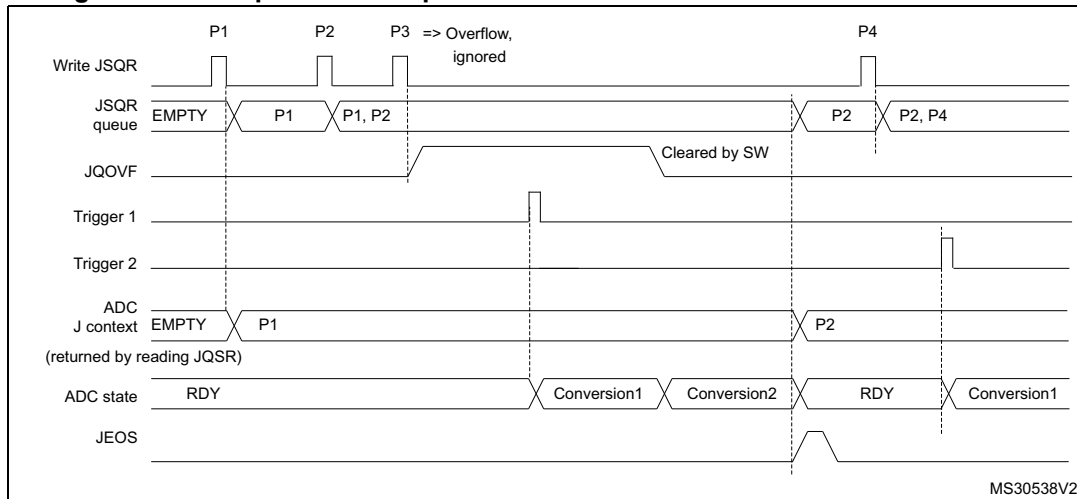 P1 P2 P3 => Overflow, P4
ignored
Write JSQR
JSQR
queue
EMPTY P1 P1, P2 P2 P2, P4
JQOVF Cleared by SW
Trigger 1
Trigger 2
ADC
J context EMPTY P1 P2
(returned by reading JQSR)
ADC state RDY Conversion1 Conversion2 RDY Conversion1
JEOS
MS30538V2